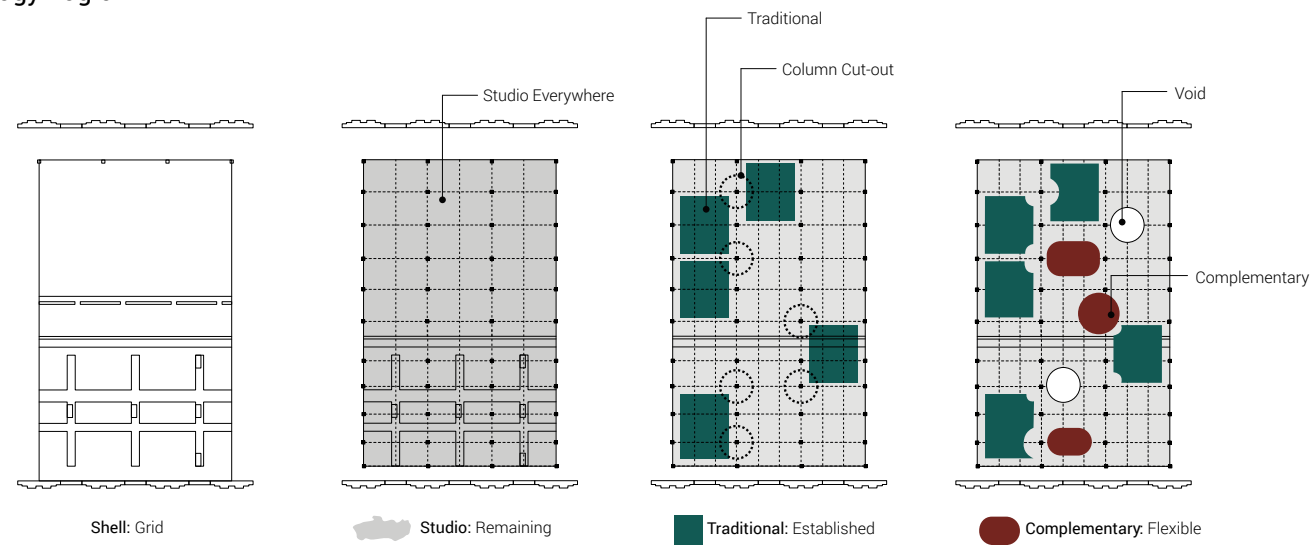 Traditional
Column Cut-out
Studio Everywhere
Void
Complementary
Shell: Grid
Studio: Remaining
Traditional: Established
Complementary: Flexible